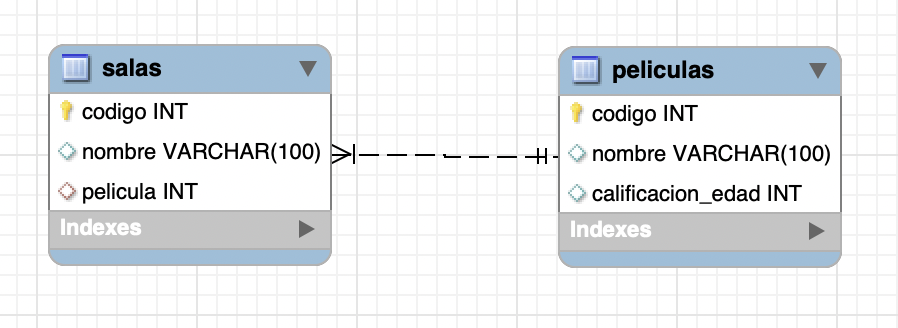 salas
codigo INT
nombre VARCHAR(100)
pelicula INT
Indexes
peliculas
codigo INT
nombre VARCHAR(100)
calificacion_edad INT
Indexes